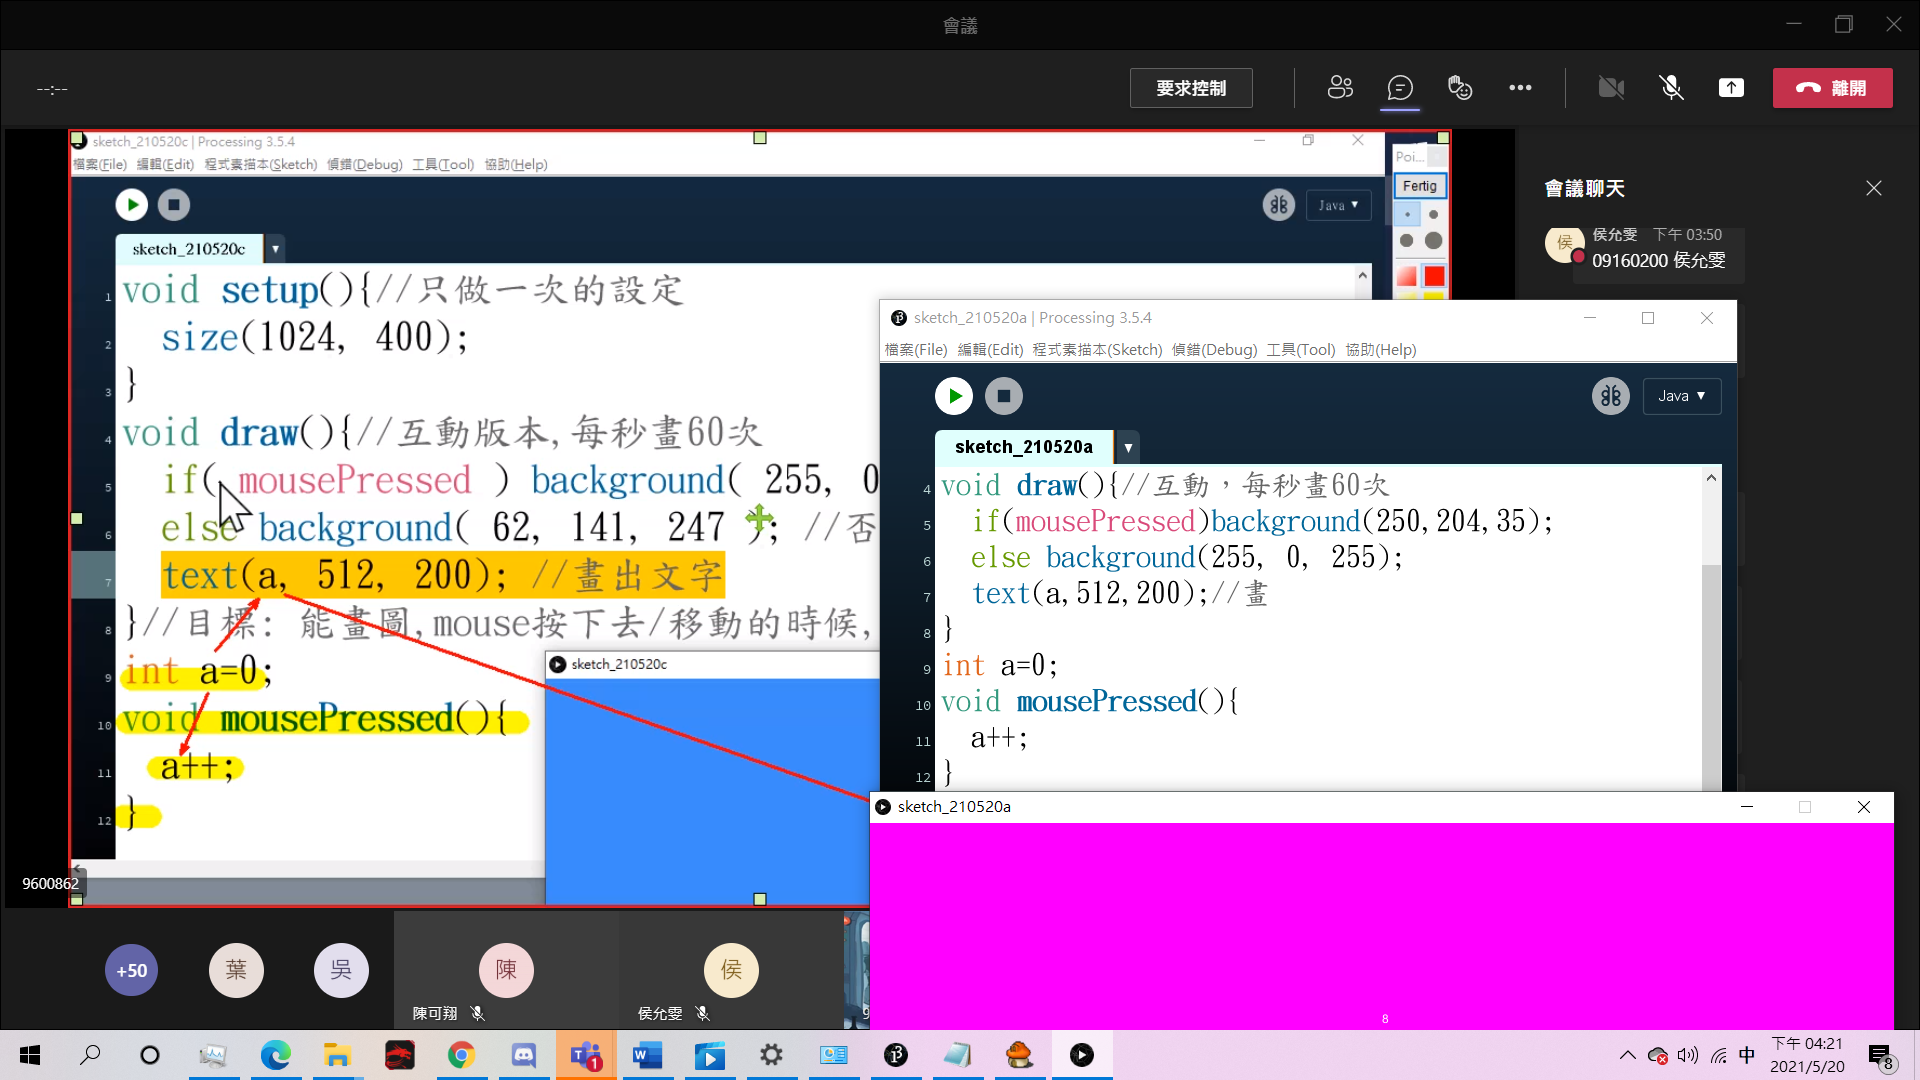 會議
--:--
要求控制
離開
sketch_210520c | Processing 3.5.4
檔案(File) 編輯(Edit) 程式素描本(Sketch) 偵錯(Debug) 工具(Tool) 協助(Help)
Java
sketch_210520c
1 void setup(){//只做一次的設定
2 size(1024, 400);
3 }
4 void draw(){//互動版本,每秒畫60次
5 if( mousePressed ) background( 255, 0
6 else background( 62, 141, 247 ); //否
7 text(a, 512, 200); //畫出文字
8 }//目標: 能畫圖,mouse按下去/移動的時候,
9 int a=0;
10 void mousePressed(){
11 a++;
12 }
sketch_210520c
9600862
Poi...
Fertig
會議聊天
侯
侯允雯 下午 03:50
09160200 侯允雯
sketch_210520a | Processing 3.5.4
檔案(File) 編輯(Edit) 程式素描本(Sketch) 偵錯(Debug) 工具(Tool) 協助(Help)
Java
sketch_210520a
4 void draw(){//互動，每秒畫60次
5 if(mousePressed)background(250,204,35);
6 else background(255, 0, 255);
7 text(a,512,200);//畫
8 }
9 int a=0;
10 void mousePressed(){
11 a++;
12 }
sketch_210520a
8
+50
葉
吳
陳
陳可翔
侯
侯允雯
9
1
中
下午 04:21
2021/5/20
8